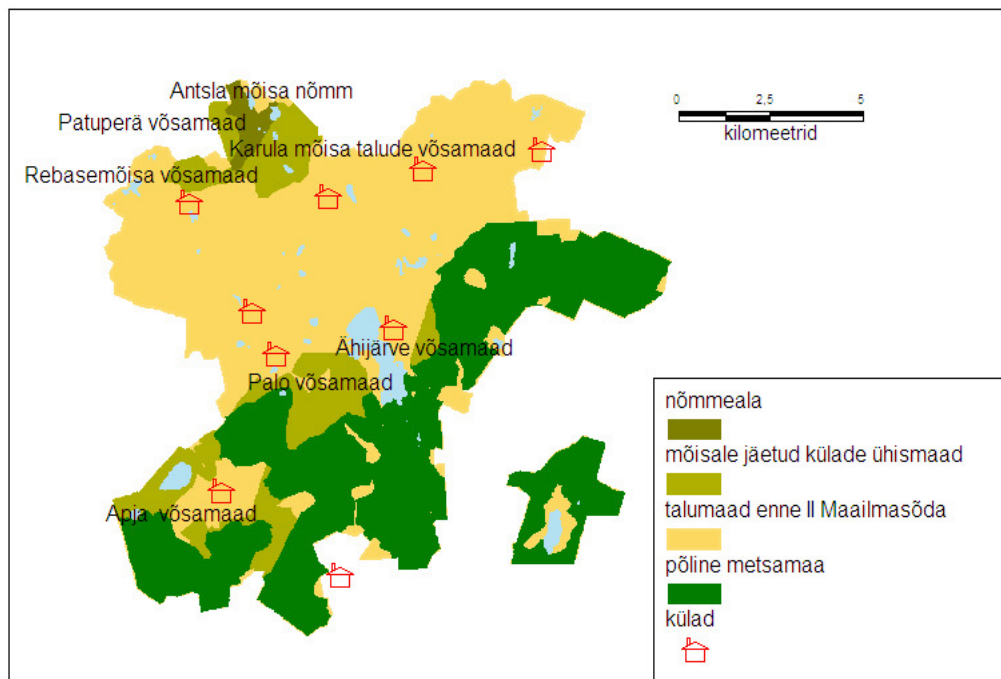 Antsla mõisa nõmm
Patuperä võsamaad
Karula mõisa talude võsamaad
Rebasemõisa võsamaad
0 2,5 5
kilomeetrid
Ähijärve võsamaad
Palo võsamaad
Apja võsamaad
nõmmeala
mõisale jäetud külade ühismaad
talumaad enne II Maailmasõda
põline metsamaa
külad